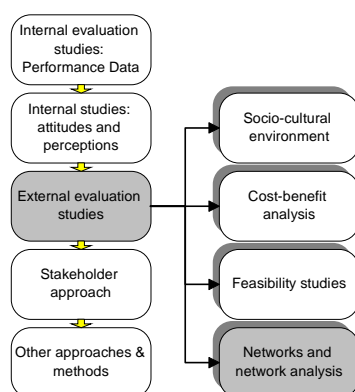 Internal evaluation
studies:
Performance Data
Internal studies:
attitudes and
perceptions
External evaluation
studies
Stakeholder
approach
Other approaches &
methods
Socio-cultural
environment
Cost-benefit
analysis
Feasibility studies
Networks and
network analysis